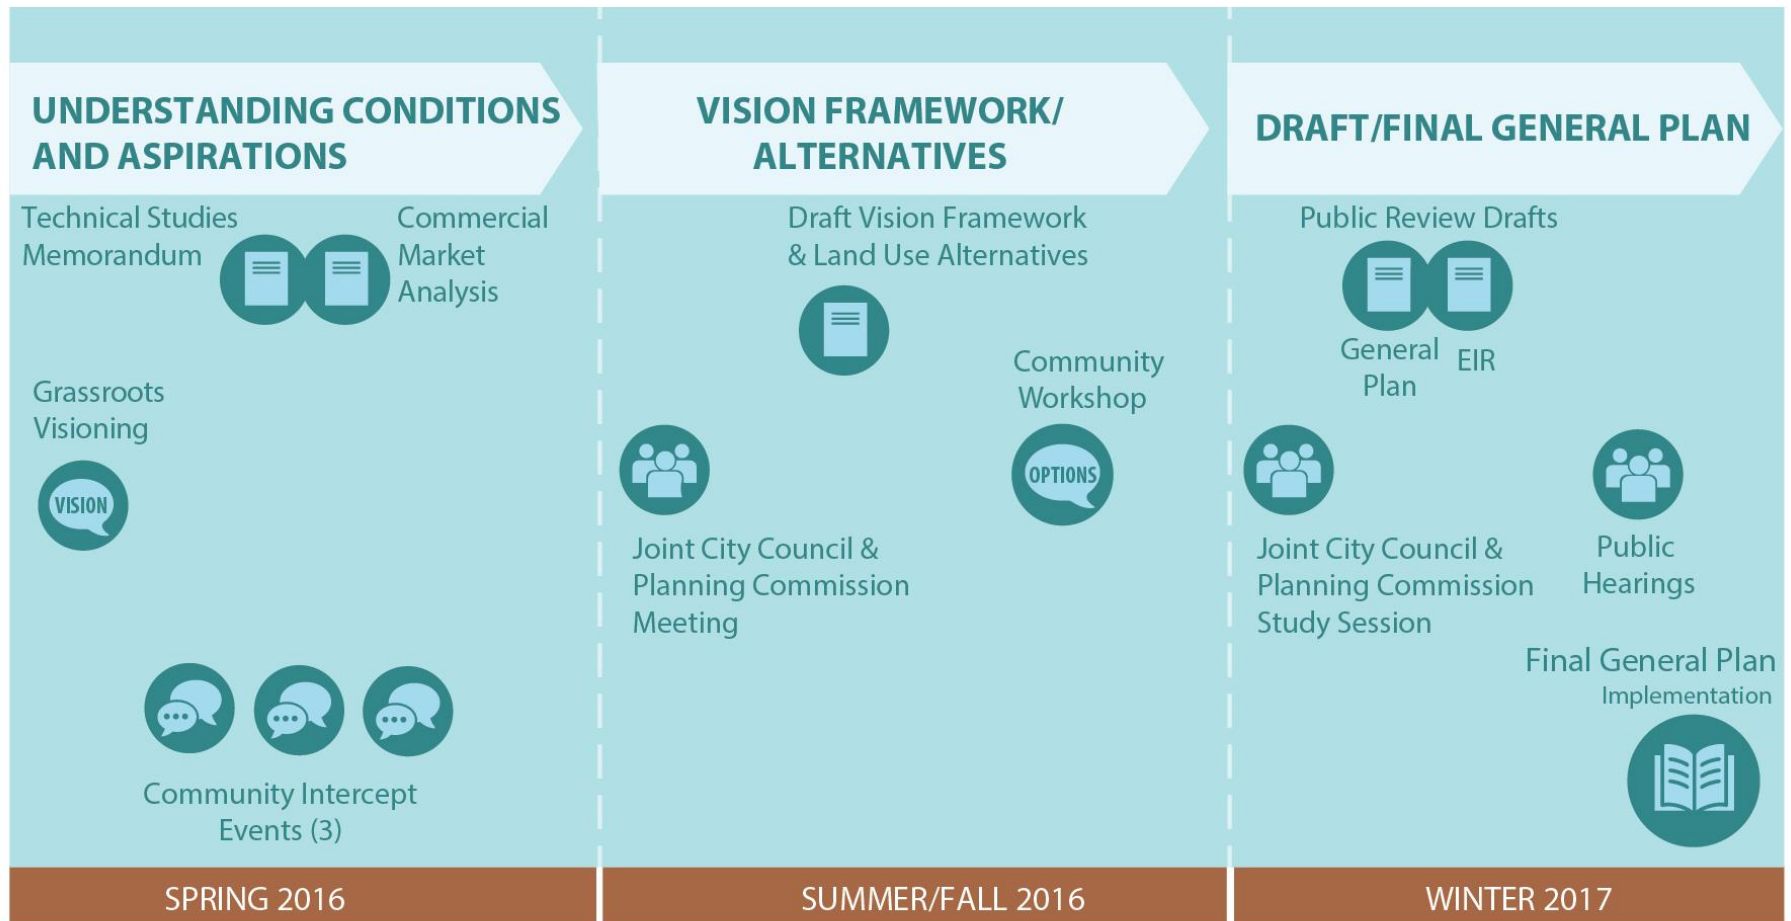 UNDERSTANDING CONDITIONS
AND ASPIRATIONS
Technical Studies
Memorandum
Commercial
Market
Analysis
Grassroots
Visioning
VISION
Community Intercept
Events (3)
SPRING 2016
VISION FRAMEWORK/
ALTERNATIVES
Draft Vision Framework
& Land Use Alternatives
Community
Workshop
OPTIONS
Joint City Council &
Planning Commission
Meeting
SUMMER/FALL 2016
DRAFT/FINAL GENERAL PLAN
Public Review Drafts
General
Plan
EIR
Joint City Council &
Planning Commission
Study Session
Public
Hearings
Final General Plan
Implementation
WINTER 2017